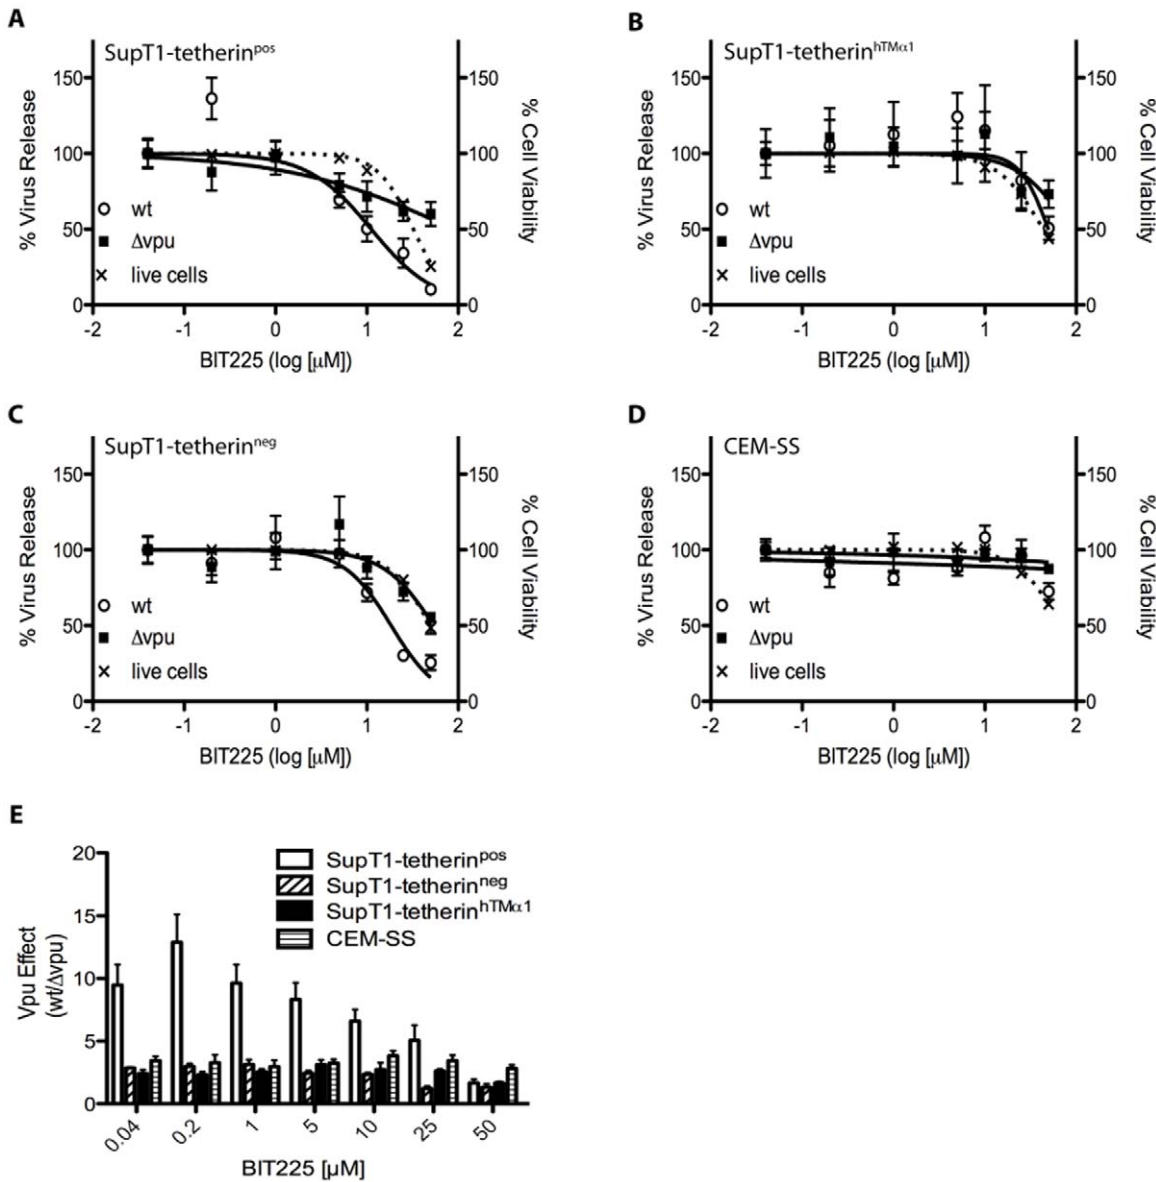 A
SupT1-tetherinᵖᵒˢ
% Virus Release
% Cell Viability
150
100
50
0
150
100
50
0
wt
Δvpu
live cells
-2 -1 0 1 2
BIT225 (log [μM])
B
SupT1-tetherinʰᵀᴹᵅ¹
% Virus Release
% Cell Viability
150
100
50
0
150
100
50
0
wt
Δvpu
live cells
-2 -1 0 1 2
BIT225 (log [μM])
C
SupT1-tetherinⁿᵉᵍ
% Virus Release
% Cell Viability
150
100
50
0
150
100
50
0
wt
Δvpu
live cells
-2 -1 0 1 2
BIT225 (log [μM])
D
CEM-SS
% Virus Release
% Cell Viability
150
100
50
0
150
100
50
0
wt
Δvpu
live cells
-2 -1 0 1 2
BIT225 (log [μM])
E
Vpu Effect
(wt/Δvpu)
20
15
10
5
0
SupT1-tetherinᵖᵒˢ
SupT1-tetherinⁿᵉᵍ
SupT1-tetherinʰᵀᴹᵅ¹
CEM-SS
0.04 0.2 1 5 10 25 50
BIT225 [μM]